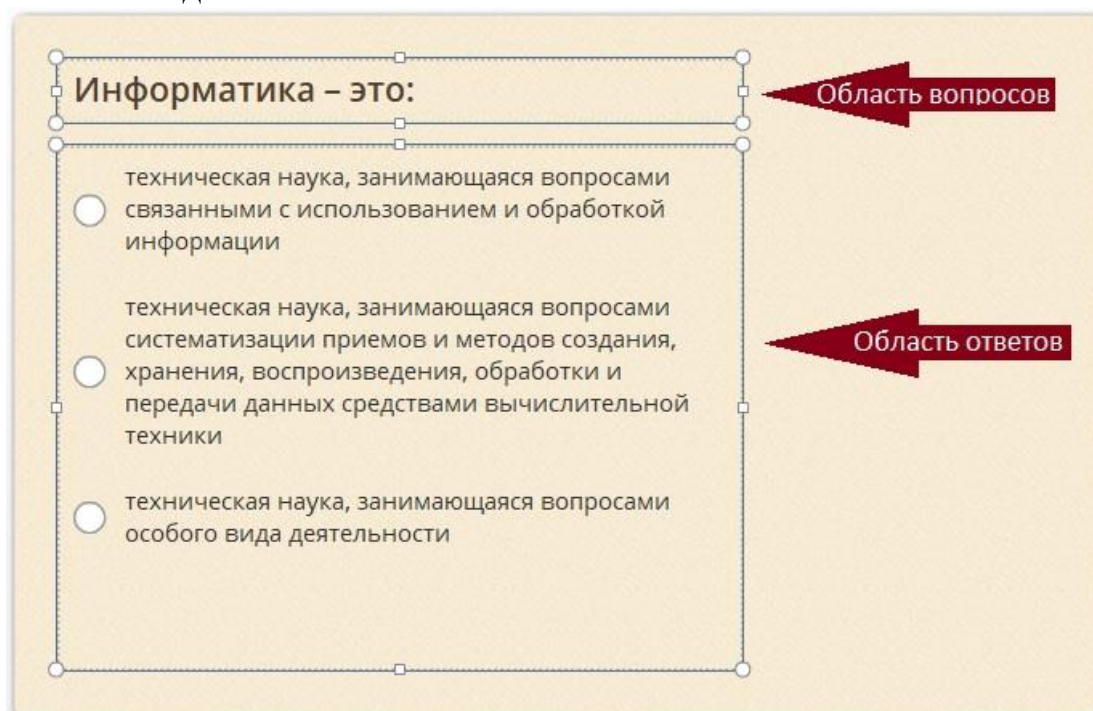 Информатика – это:
Область вопросов
техническая наука, занимающаяся вопросами
связанными с использованием и обработкой
информации
техническая наука, занимающаяся вопросами
систематизации приемов и методов создания,
хранения, воспроизведения, обработки и
передачи данных средствами вычислительной
техники
Область ответов
техническая наука, занимающаяся вопросами
особого вида деятельности